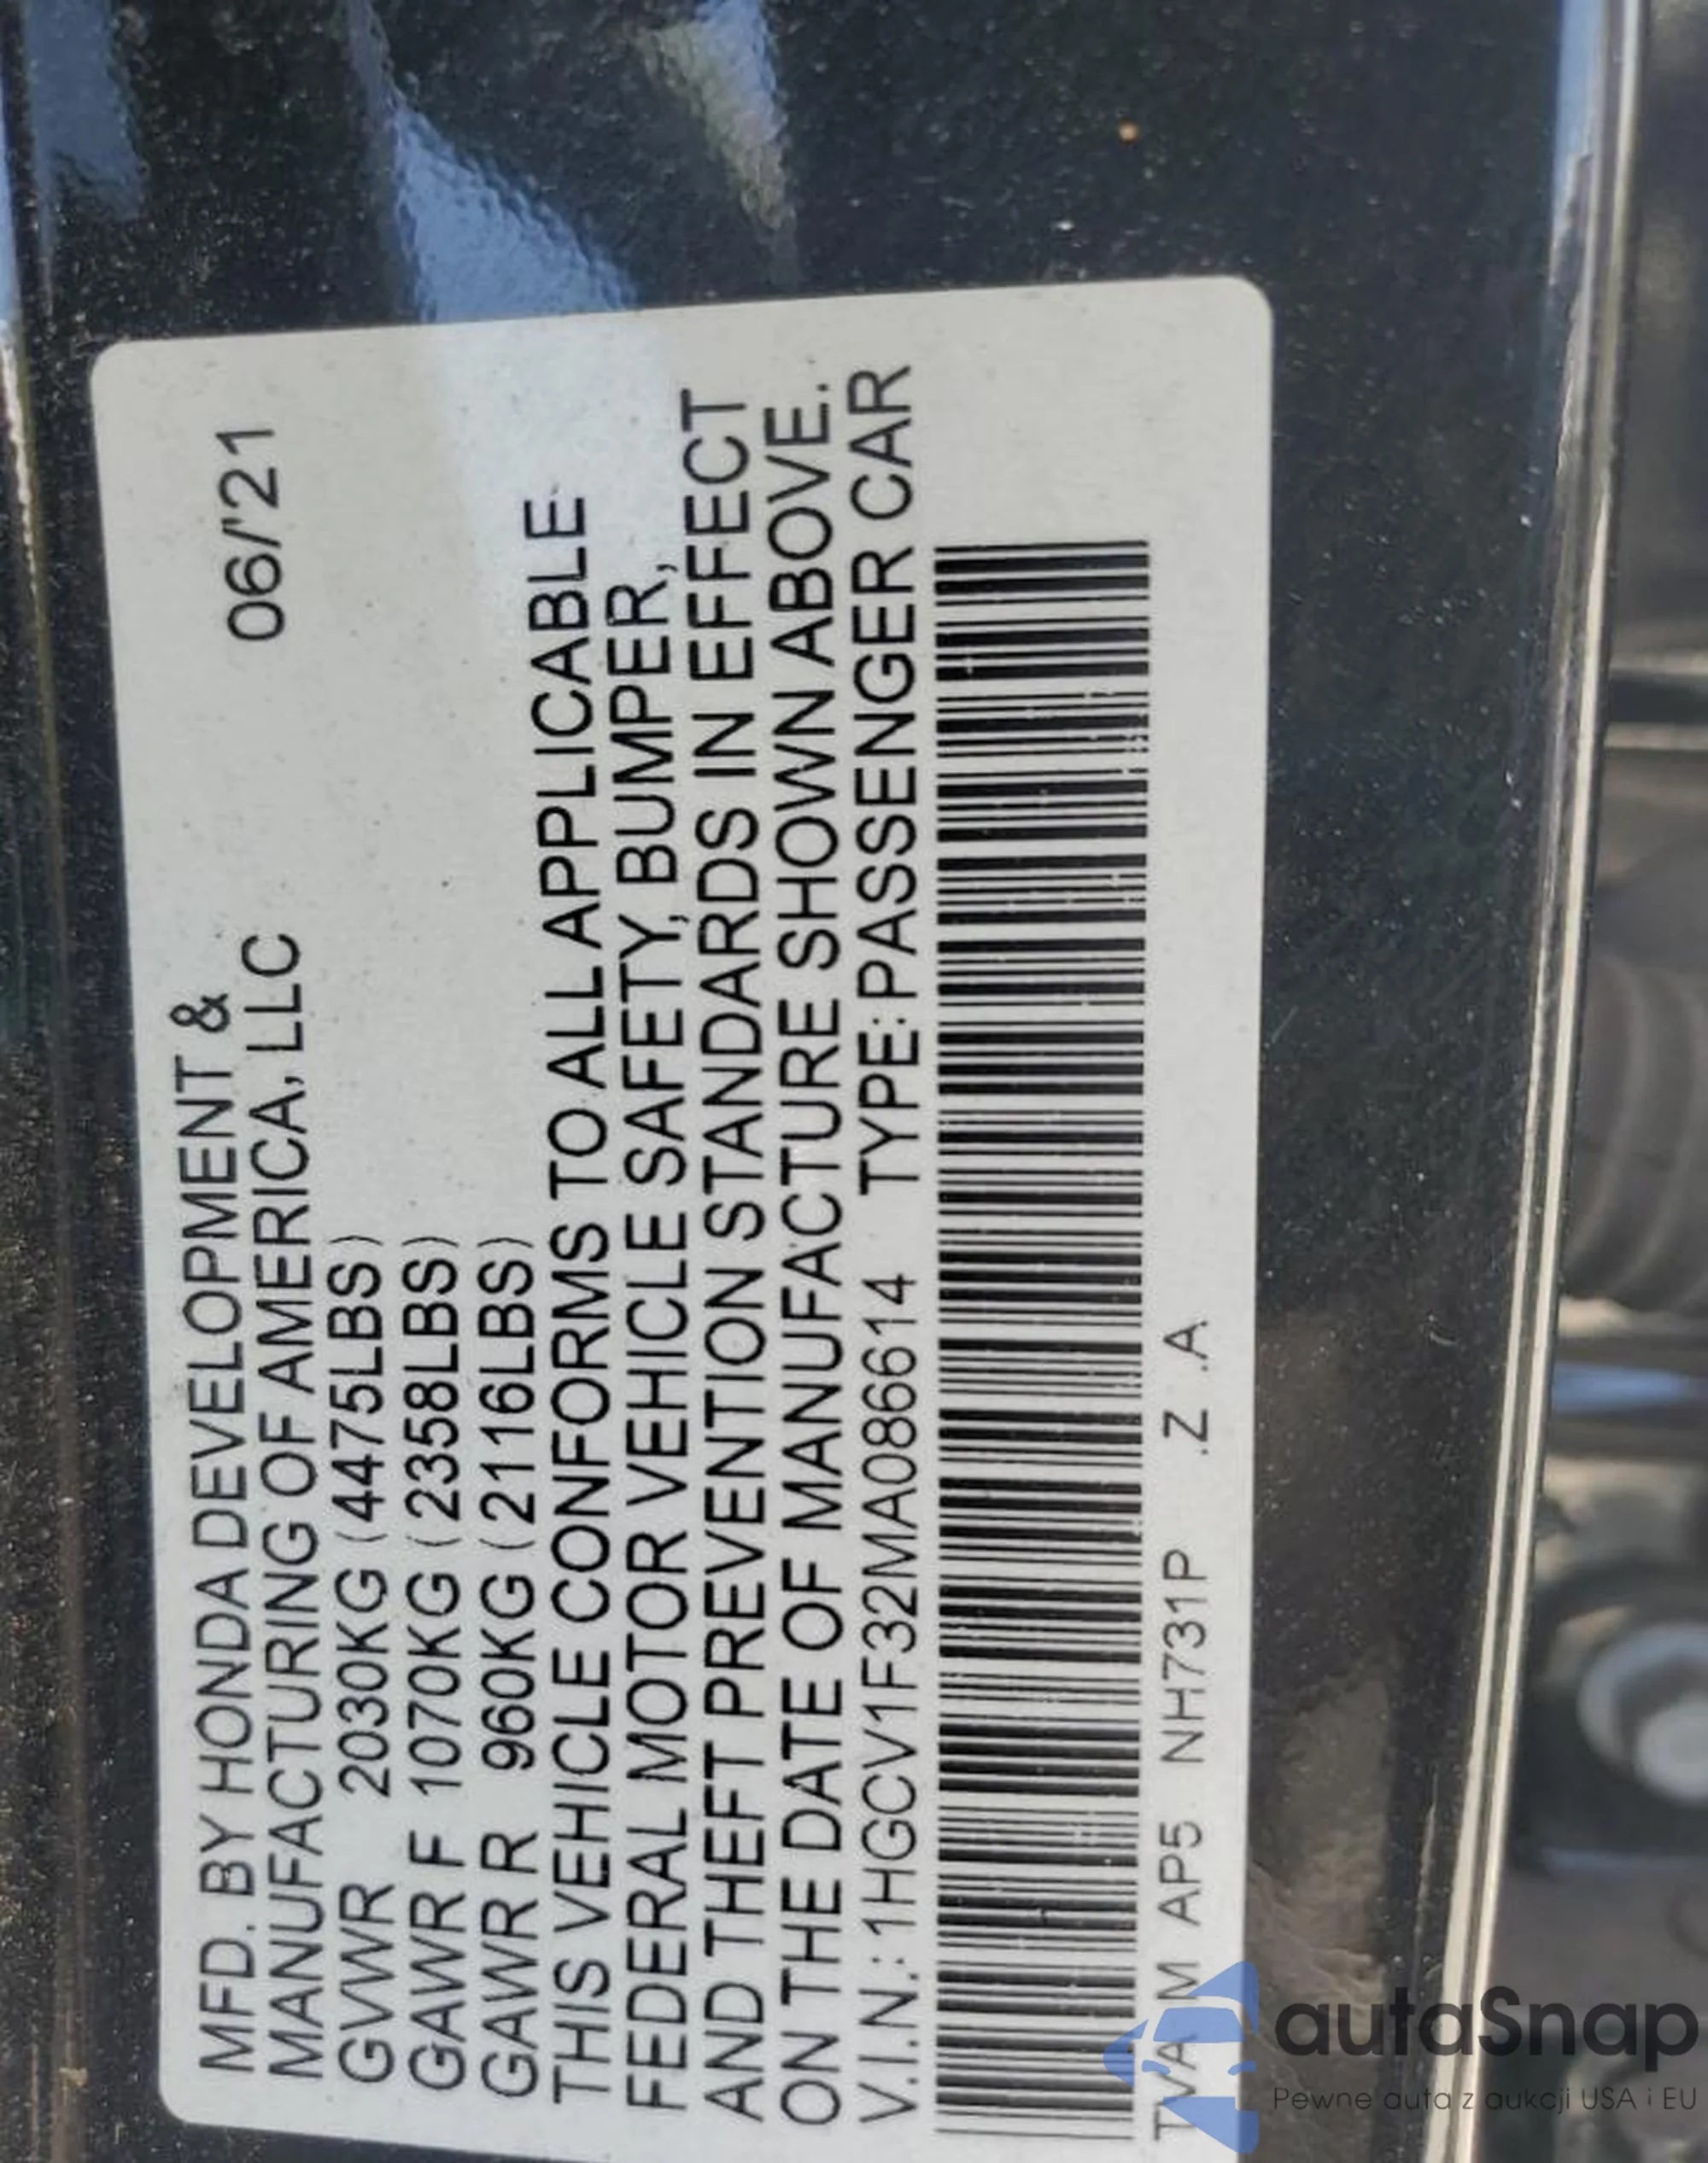 MFD. BY HONDA DEVELOPMENT &
MANUFACTURING OF AMERICA, LLC 06/'21
GVWR 2030KG (4475LBS)
GAWR F 1070KG (2358LBS)
GAWR R 960KG (2116LBS)
THIS VEHICLE CONFORMS TO ALL APPLICABLE
FEDERAL MOTOR VEHICLE SAFETY, BUMPER,
AND THEFT PREVENTION STANDARDS IN EFFECT
ON THE DATE OF MANUFACTURE SHOWN ABOVE.
V.I.N.: 1HGCV1F32MA086614 TYPE: PASSENGER CAR
TVA M AP5 NH731P .Z .A
autaSnap
Pewne auta z aukcji USA i EU